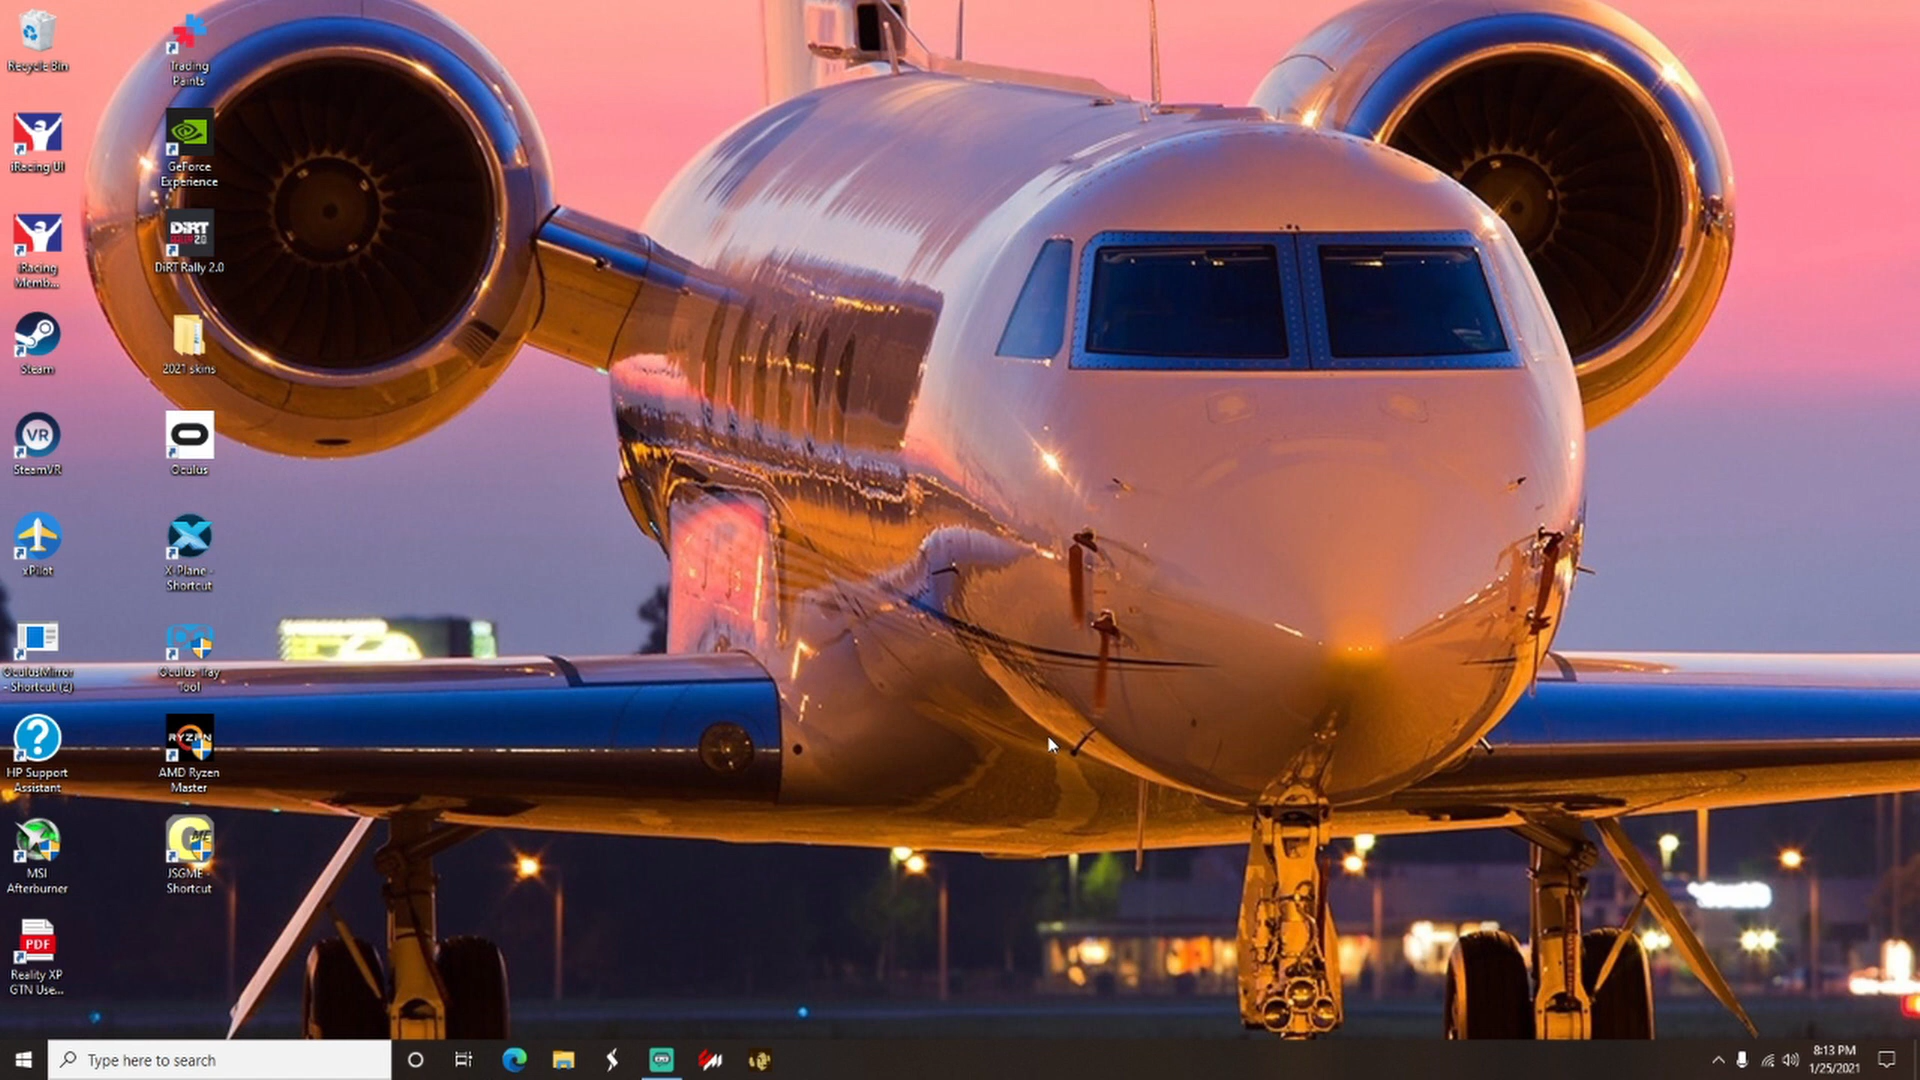 Recycle Bin
Trading
Paints
iRacing UI
GeForce
Experience
iRacing
Memb...
DiRT
RALLY 2.0
DiRT Rally 2.0
Steam
2021 skins
VR
SteamVR
Oculus
xPilot
X-Plane -
Shortcut
OculusMirror
- Shortcut (2)
Oculus Tray
Tool
HP Support
Assistant
RYZEN
AMD Ryzen
Master
MSI
Afterburner
ME
JSGME -
Shortcut
PDF
Reality XP
GTN Use...
Type here to search
8:13 PM
1/25/2021